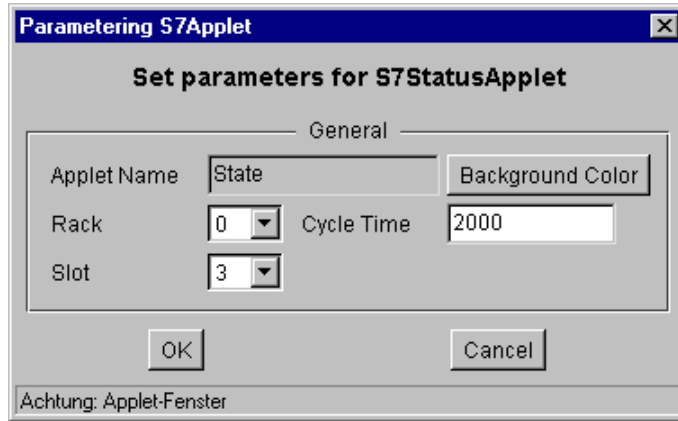 Parametering S7Applet
Set parameters for S7StatusApplet
General
Applet Name State Background Color
Rack 0 Cycle Time 2000
Slot 3
OK Cancel
Achtung: Applet-Fenster